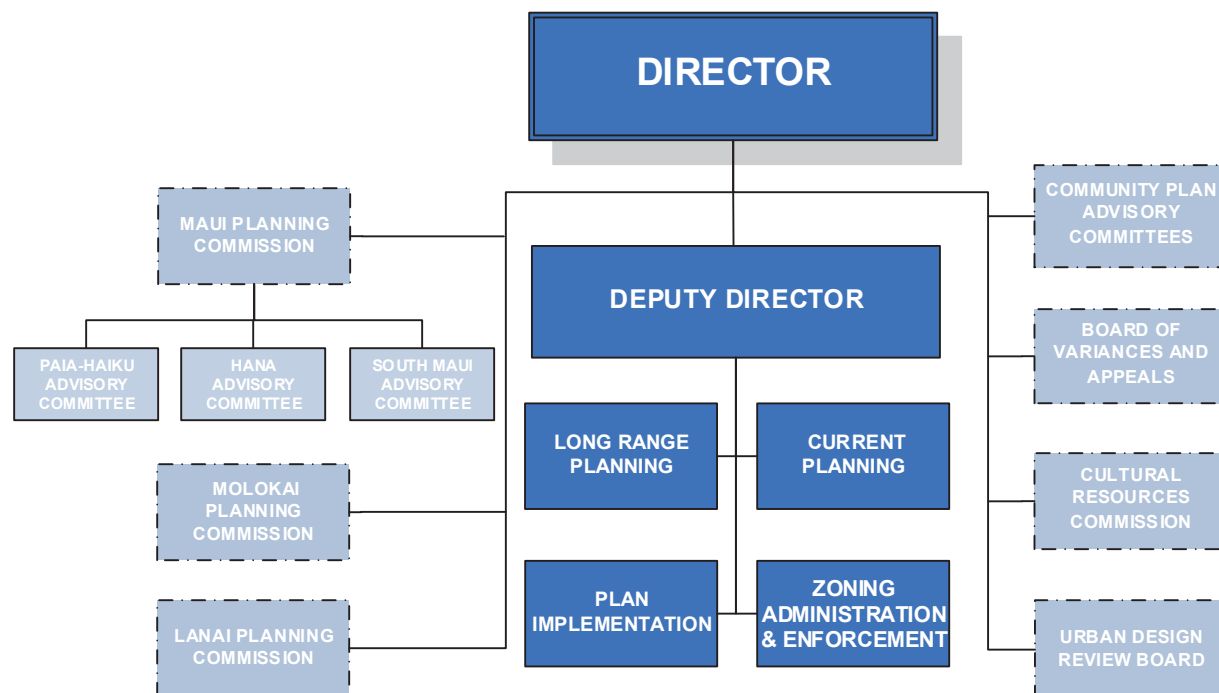 DIRECTOR
MAUI PLANNING
COMMISSION
COMMUNITY PLAN
ADVISORY
COMMITTEES
DEPUTY DIRECTOR
PAIA-HAIKU
ADVISORY
COMMITTEE
HANA
ADVISORY
COMMITTEE
SOUTH MAUI
ADVISORY
COMMITTEE
BOARD OF
VARIANCES AND
APPEALS
LONG RANGE
PLANNING
CURRENT
PLANNING
MOLOKAI
PLANNING
COMMISSION
CULTURAL
RESOURCES
COMMISSION
PLAN
IMPLEMENTATION
ZONING
ADMINISTRATION
& ENFORCEMENT
LANAI PLANNING
COMMISSION
URBAN DESIGN
REVIEW BOARD